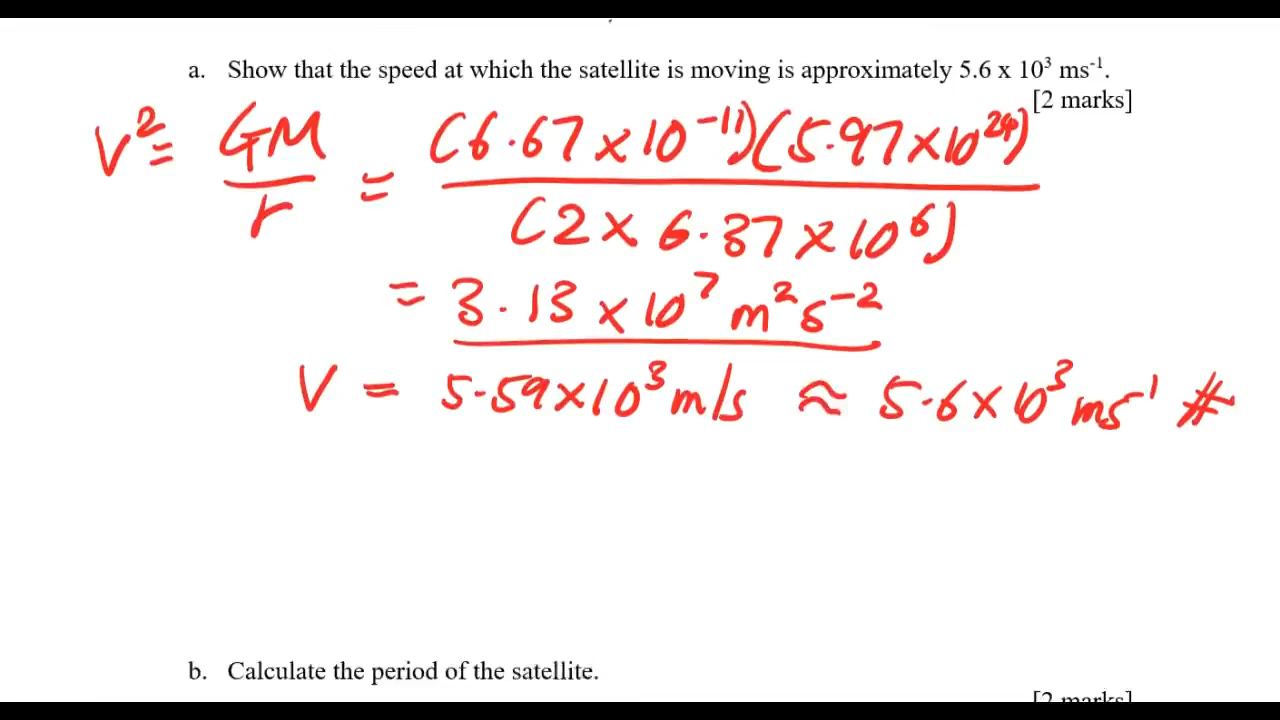 a. Show that the speed at which the satellite is moving is approximately 5.6 x 10³ ms⁻¹.
[2 marks]
V² = GM/r = (6.67 × 10⁻¹¹)(5.97 × 10²⁴)/(2 × 6.37 × 10⁶)
= 3.13 × 10⁷ m²s⁻²
V = 5.59 × 10³ m/s ≈ 5.6 × 10³ ms⁻¹ #
b. Calculate the period of the satellite.
[2 marks]